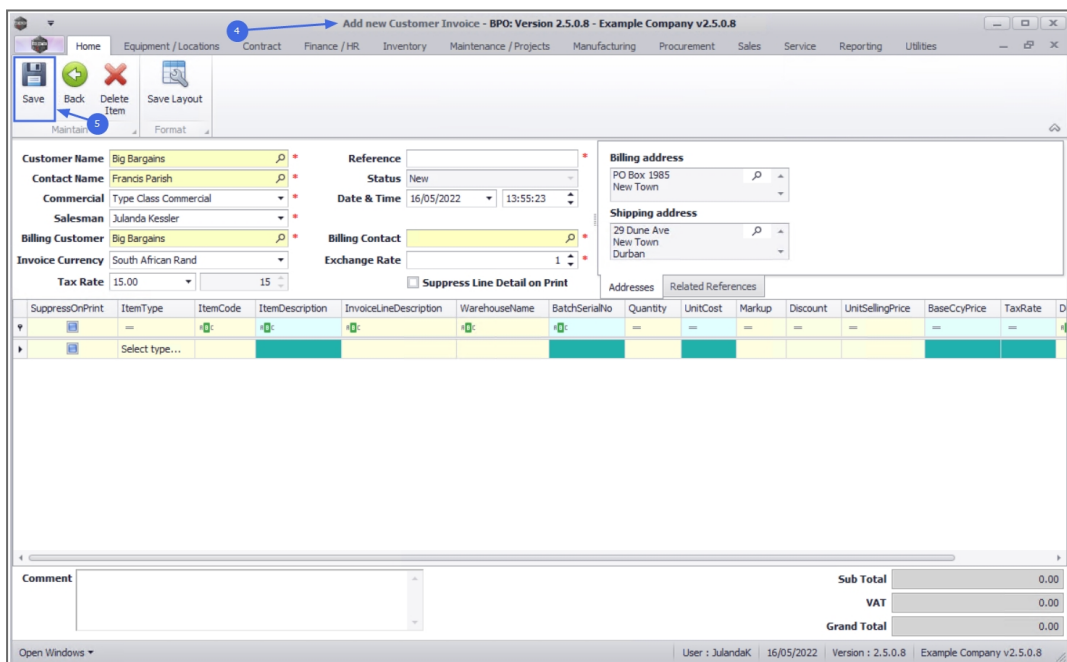 Add new Customer Invoice - BPO: Version 2.5.0.8 - Example Company v2.5.0.8
4
Home Equipment / Locations Contract Finance / HR Inventory Maintenance / Projects Manufacturing Procurement Sales Service Reporting Utilities
Save Back Delete Item Save Layout
5
Maintain Format
Customer Name Big Bargains * Reference *
Contact Name Francis Parish * Status New
Commercial Type Class Commercial * Date & Time 16/05/2022 13:55:23
Salesman Julanda Kessler *
Billing Customer Big Bargains * Billing Contact *
Invoice Currency South African Rand Exchange Rate 1 *
Tax Rate 15.00 15 Suppress Line Detail on Print
Billing address
PO Box 1985
New Town
Shipping address
29 Dune Ave
New Town
Durban
Addresses Related References
SuppressOnPrint ItemType ItemCode ItemDescription InvoiceLineDescription WarehouseName BatchSerialNo Quantity UnitCost Markup Discount UnitSellingPrice BaseCcyPrice TaxRate D
Select type...
Comment
Sub Total 0.00
VAT 0.00
Grand Total 0.00
Open Windows User : JulandaK 16/05/2022 Version : 2.5.0.8 Example Company v2.5.0.8